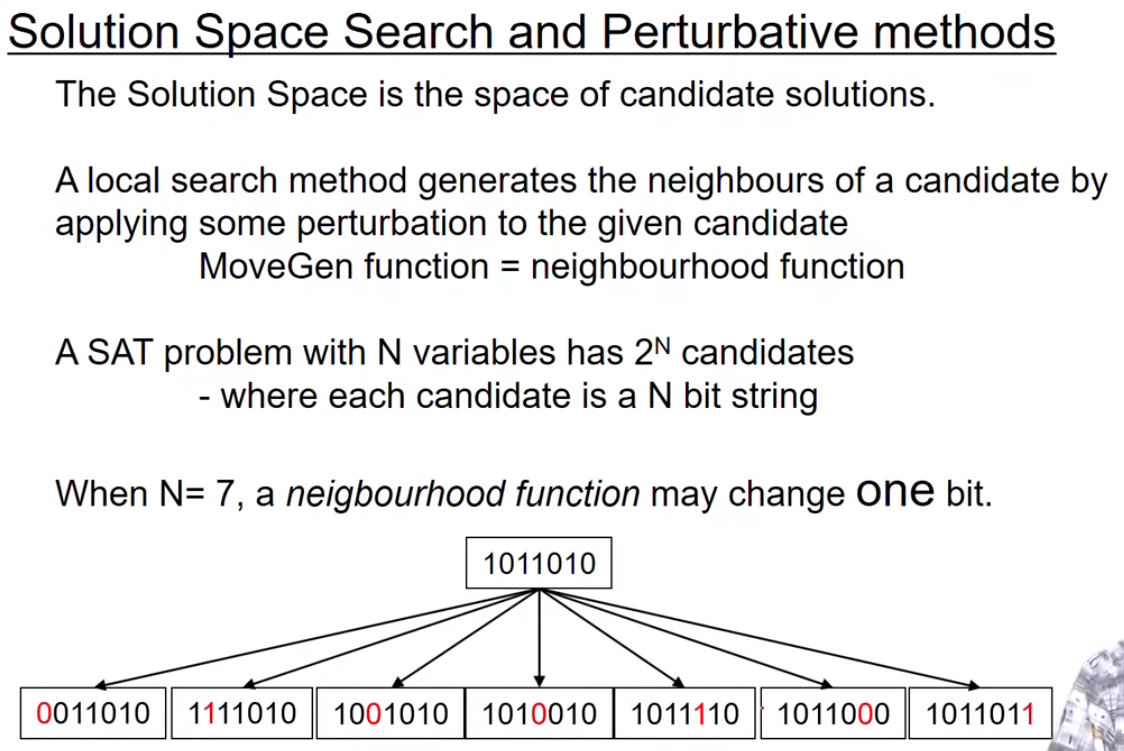 Solution Space Search and Perturbative methods
The Solution Space is the space of candidate solutions.
A local search method generates the neighbours of a candidate by
applying some perturbation to the given candidate
MoveGen function = neighbourhood function
A SAT problem with N variables has 2ᴺ candidates
- where each candidate is a N bit string
When N= 7, a neigbourhood function may change one bit.
1011010
0011010 1111010 1001010 1010010 1011110 1011000 1011011